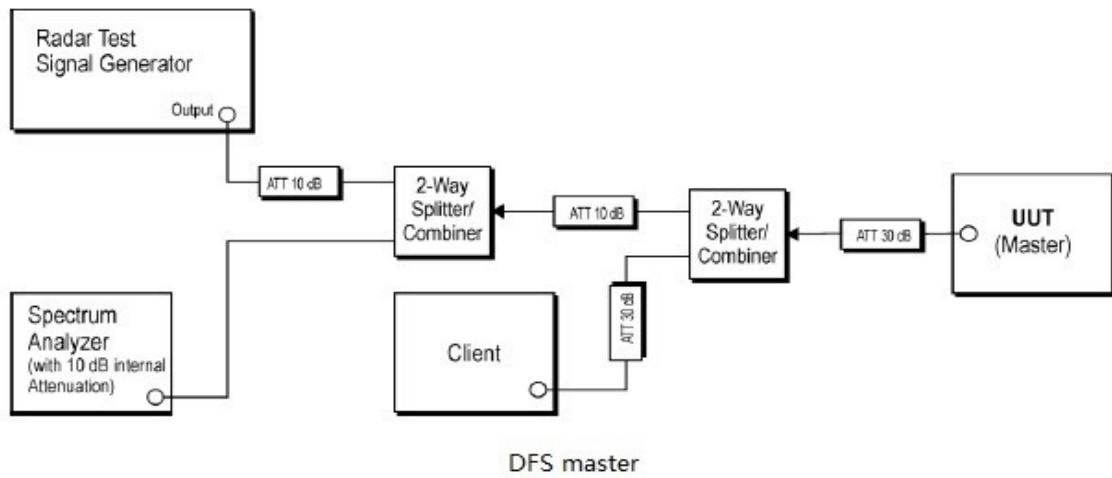 Radar Test
Signal Generator
Output
ATT 10 dB
2-Way
Splitter/
Combiner
ATT 10 dB
2-Way
Splitter/
Combiner
ATT 30 dB
UUT
(Master)
Spectrum
Analyzer
(with 10 dB internal
Attenuation)
Client
ATT 30 dB
DFS master